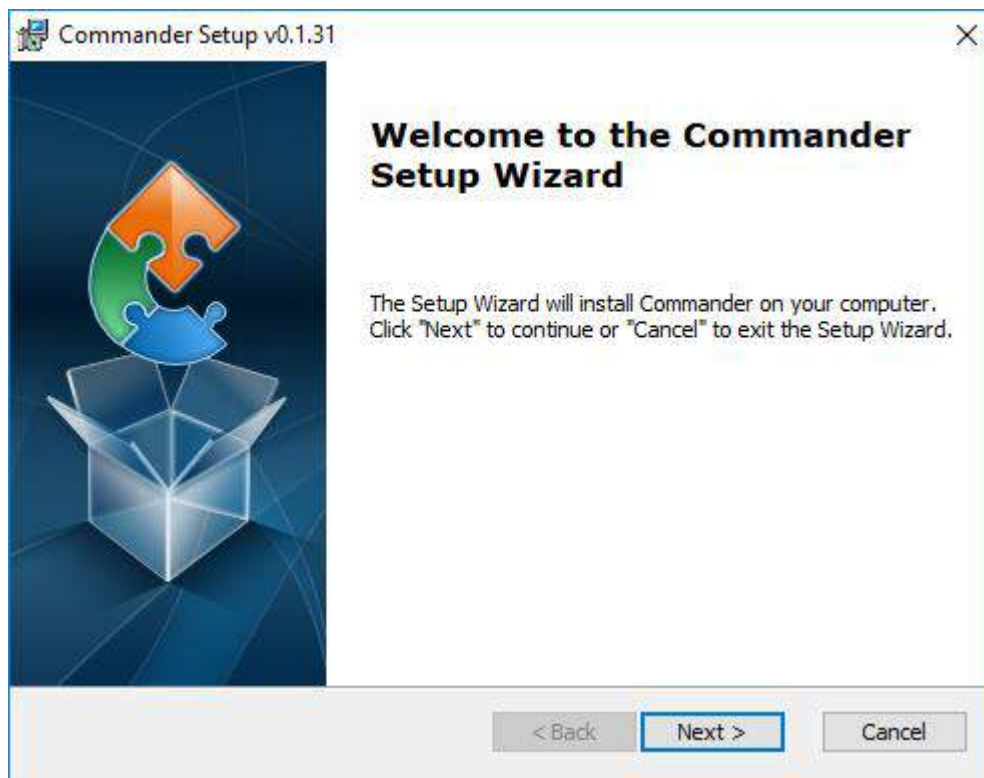 Commander Setup v0.1.31
Welcome to the Commander
Setup Wizard
The Setup Wizard will install Commander on your computer.
Click "Next" to continue or "Cancel" to exit the Setup Wizard.
< Back
Next >
Cancel